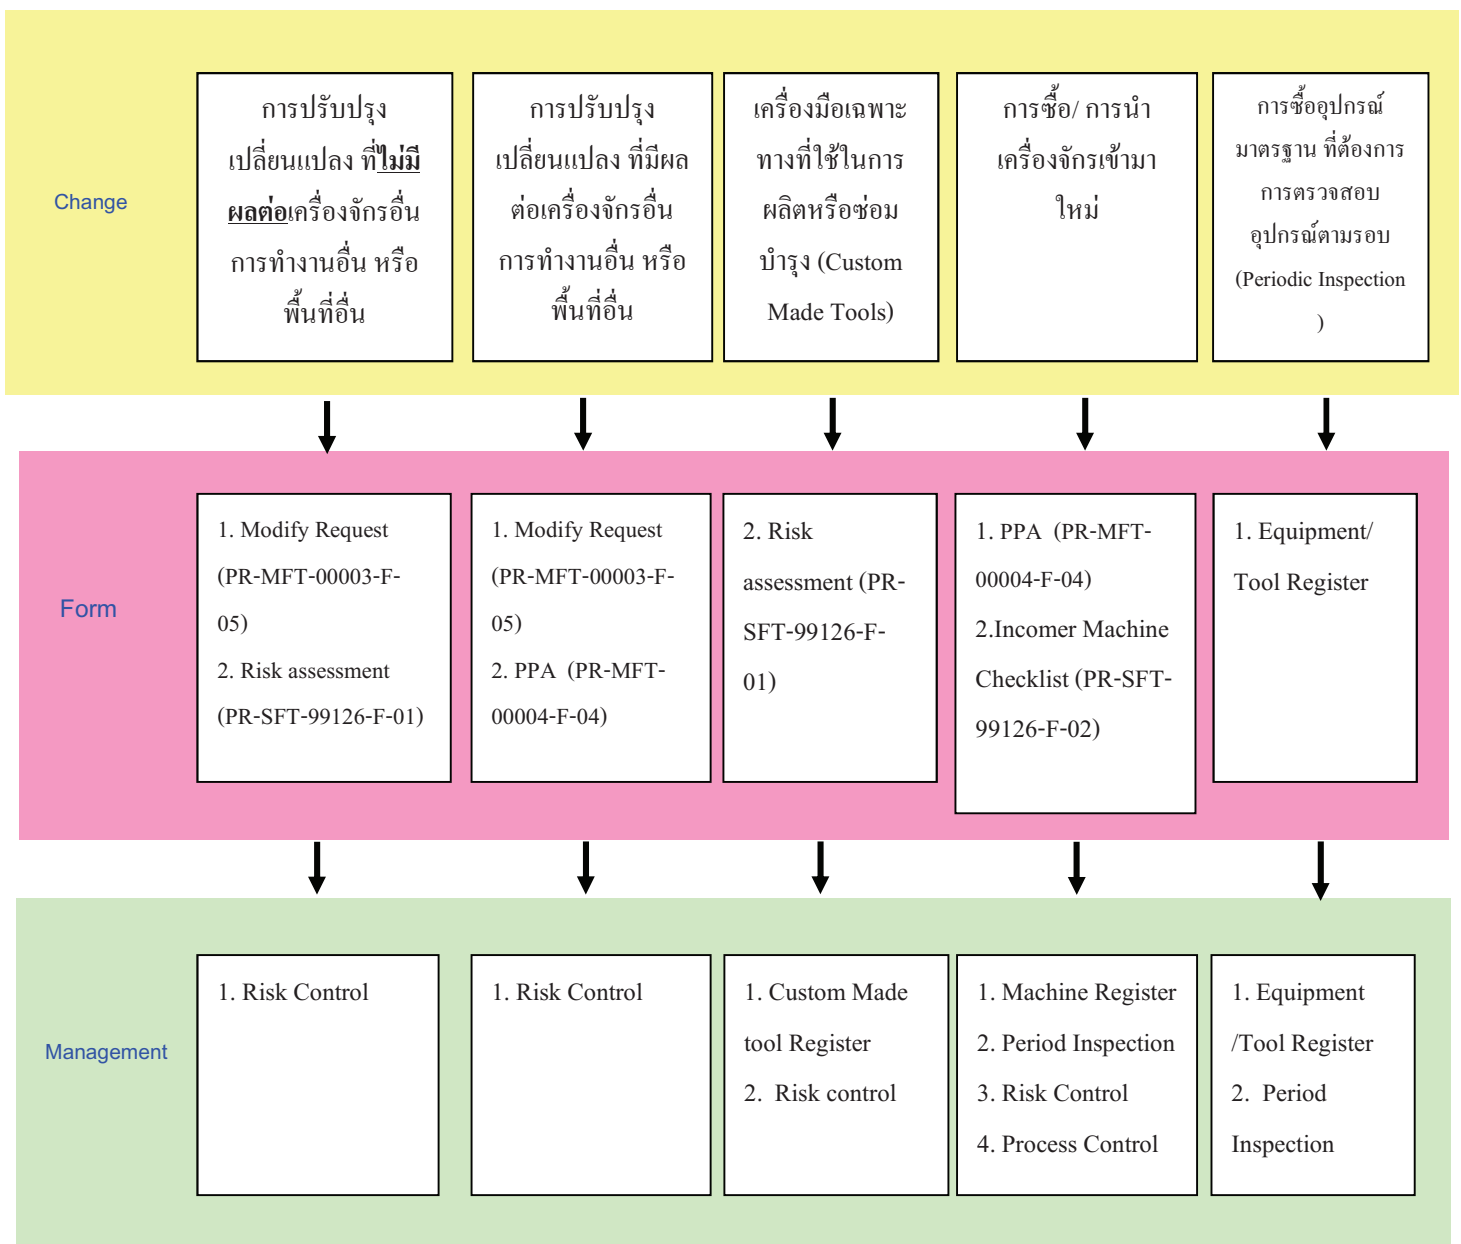 Change
การปรับปรุง
เปลี่ยนแปลง ที่ไม่มี
ผลต่อเครื่องจักรอื่น
การทำงานอื่น หรือ
พื้นที่อื่น
การปรับปรุง
เปลี่ยนแปลง ที่มีผล
ต่อเครื่องจักรอื่น
การทำงานอื่น หรือ
พื้นที่อื่น
เครื่องมือเฉพาะ
ทางที่ใช้ในการ
ผลิตหรือซ่อม
บำรุง (Custom
Made Tools)
การซื้อ/ การนำ
เครื่องจักรเข้ามา
ใหม่
การซื้ออุปกรณ์
มาตรฐาน ที่ต้องการ
การตรวจสอบ
อุปกรณ์ตามรอบ
(Periodic Inspection
)
Form
1. Modify Request
(PR-MFT-00003-F-
05)
2. Risk assessment
(PR-SFT-99126-F-01)
1. Modify Request
(PR-MFT-00003-F-
05)
2. PPA (PR-MFT-
00004-F-04)
2. Risk
assessment (PR-
SFT-99126-F-
01)
1. PPA (PR-MFT-
00004-F-04)
2.Incomer Machine
Checklist (PR-SFT-
99126-F-02)
1. Equipment/
Tool Register
Management
1. Risk Control
1. Risk Control
1. Custom Made
tool Register
2. Risk control
1. Machine Register
2. Period Inspection
3. Risk Control
4. Process Control
1. Equipment
/Tool Register
2. Period
Inspection